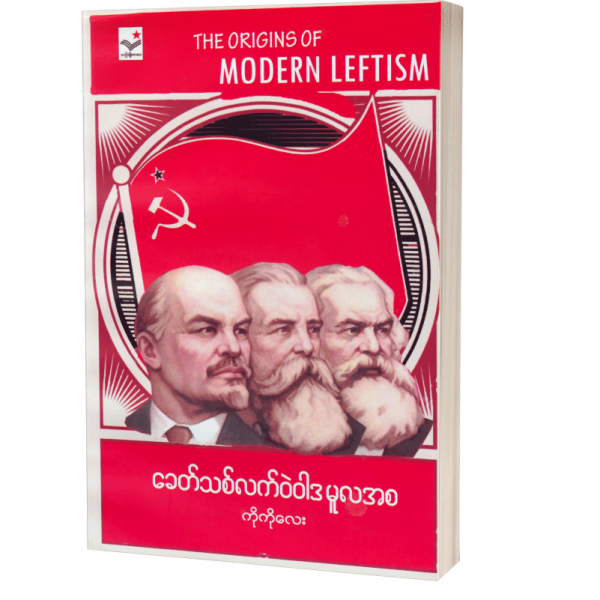 THE ORIGINS OF
MODERN LEFTISM
ခေတ်သစ်လက်ဝဲဝါဒ မူလအစ
ကိုကိုလေး